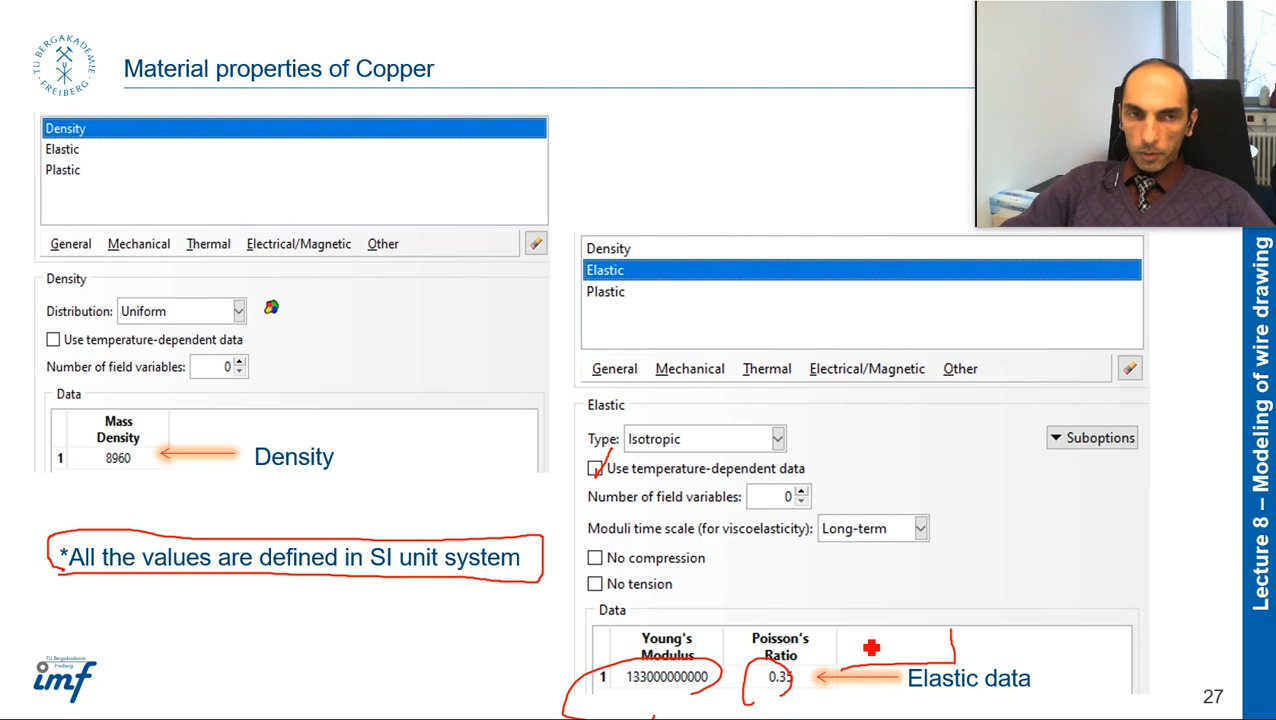 TU BERGAKADEMIE
FREIBERG
Material properties of Copper
Density
Elastic
Plastic
General Mechanical Thermal Electrical/Magnetic Other
Density
Distribution: Uniform
Use temperature-dependent data
Number of field variables: 0
Data
Mass
Density
1 8960
Density
*All the values are defined in SI unit system
TU Bergakademie
Freiberg
imf
Density
Elastic
Plastic
General Mechanical Thermal Electrical/Magnetic Other
Elastic
Type: Isotropic
Suboptions
Use temperature-dependent data
Number of field variables: 0
Moduli time scale (for viscoelasticity): Long-term
No compression
No tension
Data
Young's Poisson's
Modulus Ratio
1 133000000000 0.35
Elastic data
Lecture 8 – Modeling of wire drawing
27